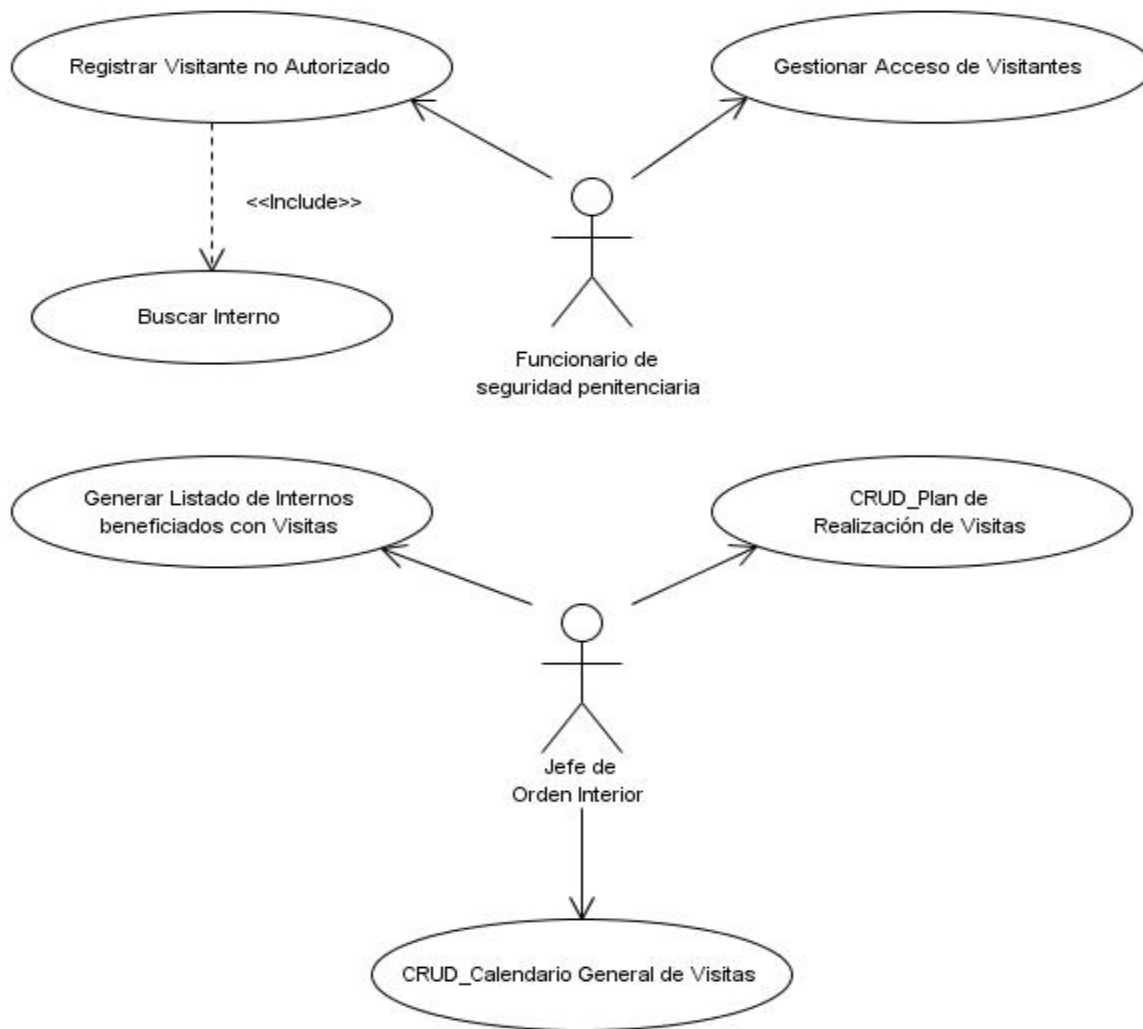 Registrar Visitante no Autorizado
Gestionar Acceso de Visitantes
<<Include>>
Buscar Interno
Funcionario de
seguridad penitenciaria
Generar Listado de Internos
beneficiados con Visitas
CRUD_Plan de
Realización de Visitas
Jefe de
Orden Interior
CRUD_Calendario General de Visitas